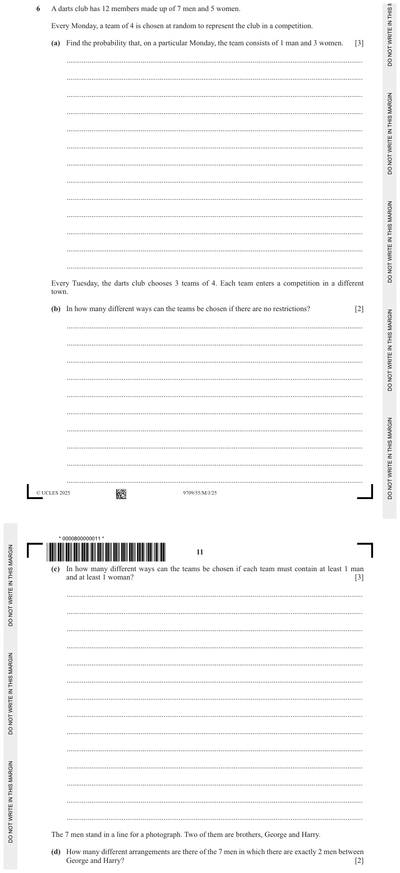 6 A darts club has 12 members made up of 7 men and 5 women.
Every Monday, a team of 4 is chosen at random to represent the club in a competition.
(a) Find the probability that, on a particular Monday, the team consists of 1 man and 3 women. [3]
Every Tuesday, the darts club chooses 3 teams of 4. Each team enters a competition in a different
town.
(b) In how many different ways can the teams be chosen if there are no restrictions? [2]
© UCLES 2025 9709/55/M/J/25
DO NOT WRITE IN THIS MARGIN
DO NOT WRITE IN THIS MARGIN
DO NOT WRITE IN THIS MARGIN
DO NOT WRITE IN THIS MARGIN
DO NOT WRITE IN THIS MARGIN
* 0000800000011 *
11
(c) In how many different ways can the teams be chosen if each team must contain at least 1 man
and at least 1 woman? [3]
The 7 men stand in a line for a photograph. Two of them are brothers, George and Harry.
(d) How many different arrangements are there of the 7 men in which there are exactly 2 men between
George and Harry? [2]
DO NOT WRITE IN THIS MARGIN
DO NOT WRITE IN THIS MARGIN
DO NOT WRITE IN THIS MARGIN